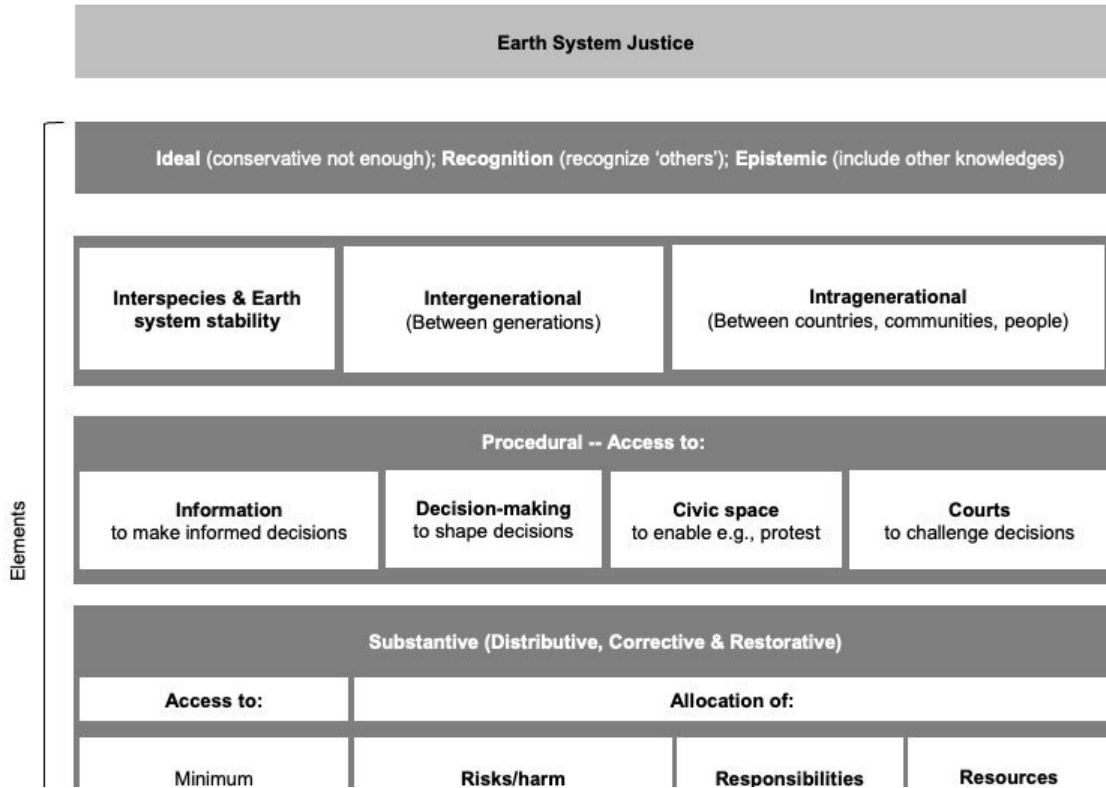 Earth System Justice
Ideal (conservative not enough); Recognition (recognize ‘others’); Epistemic (include other knowledges)
Interspecies & Earth
system stability
Intergenerational
(Between generations)
Intragenerational
(Between countries, communities, people)
Elements
Procedural -- Access to:
Information
to make informed decisions
Decision-making
to shape decisions
Civic space
to enable e.g., protest
Courts
to challenge decisions
Substantive (Distributive, Corrective & Restorative)
Access to:
Allocation of:
Minimum
Risks/harm
Responsibilities
Resources